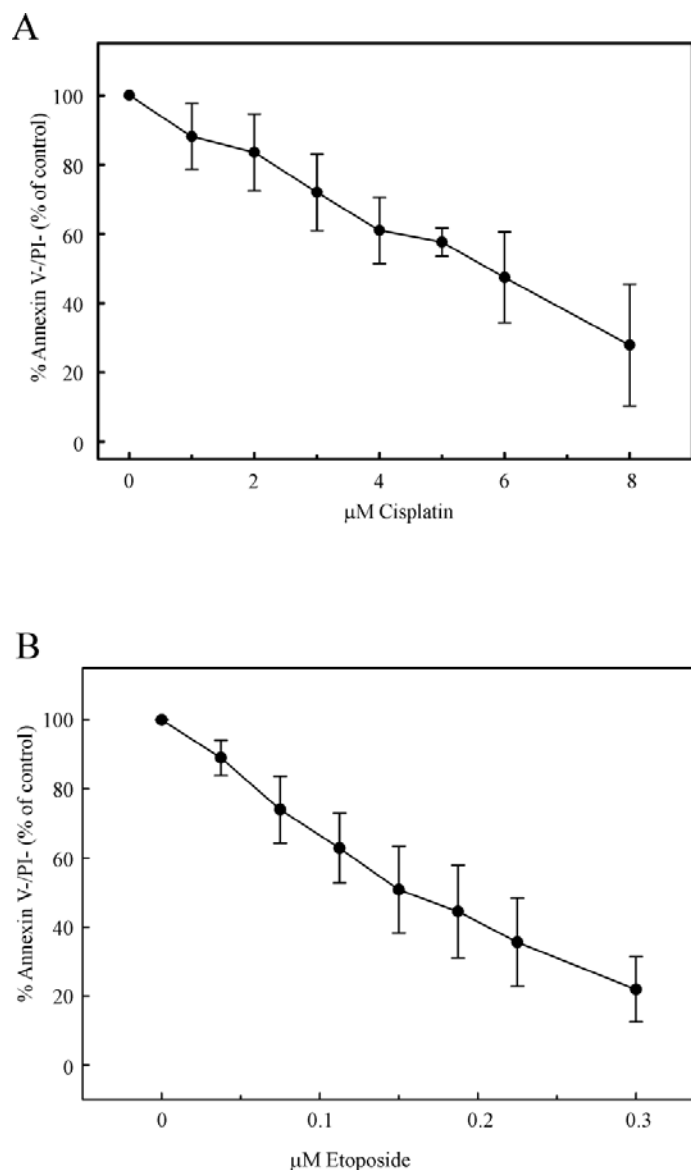 A
% Annexin V-/PI- (% of control)
100
80
60
40
20
0
0 2 4 6 8
μM Cisplatin
B
% Annexin V-/PI- (% of control)
100
80
60
40
20
0
0 0.1 0.2 0.3
μM Etoposide